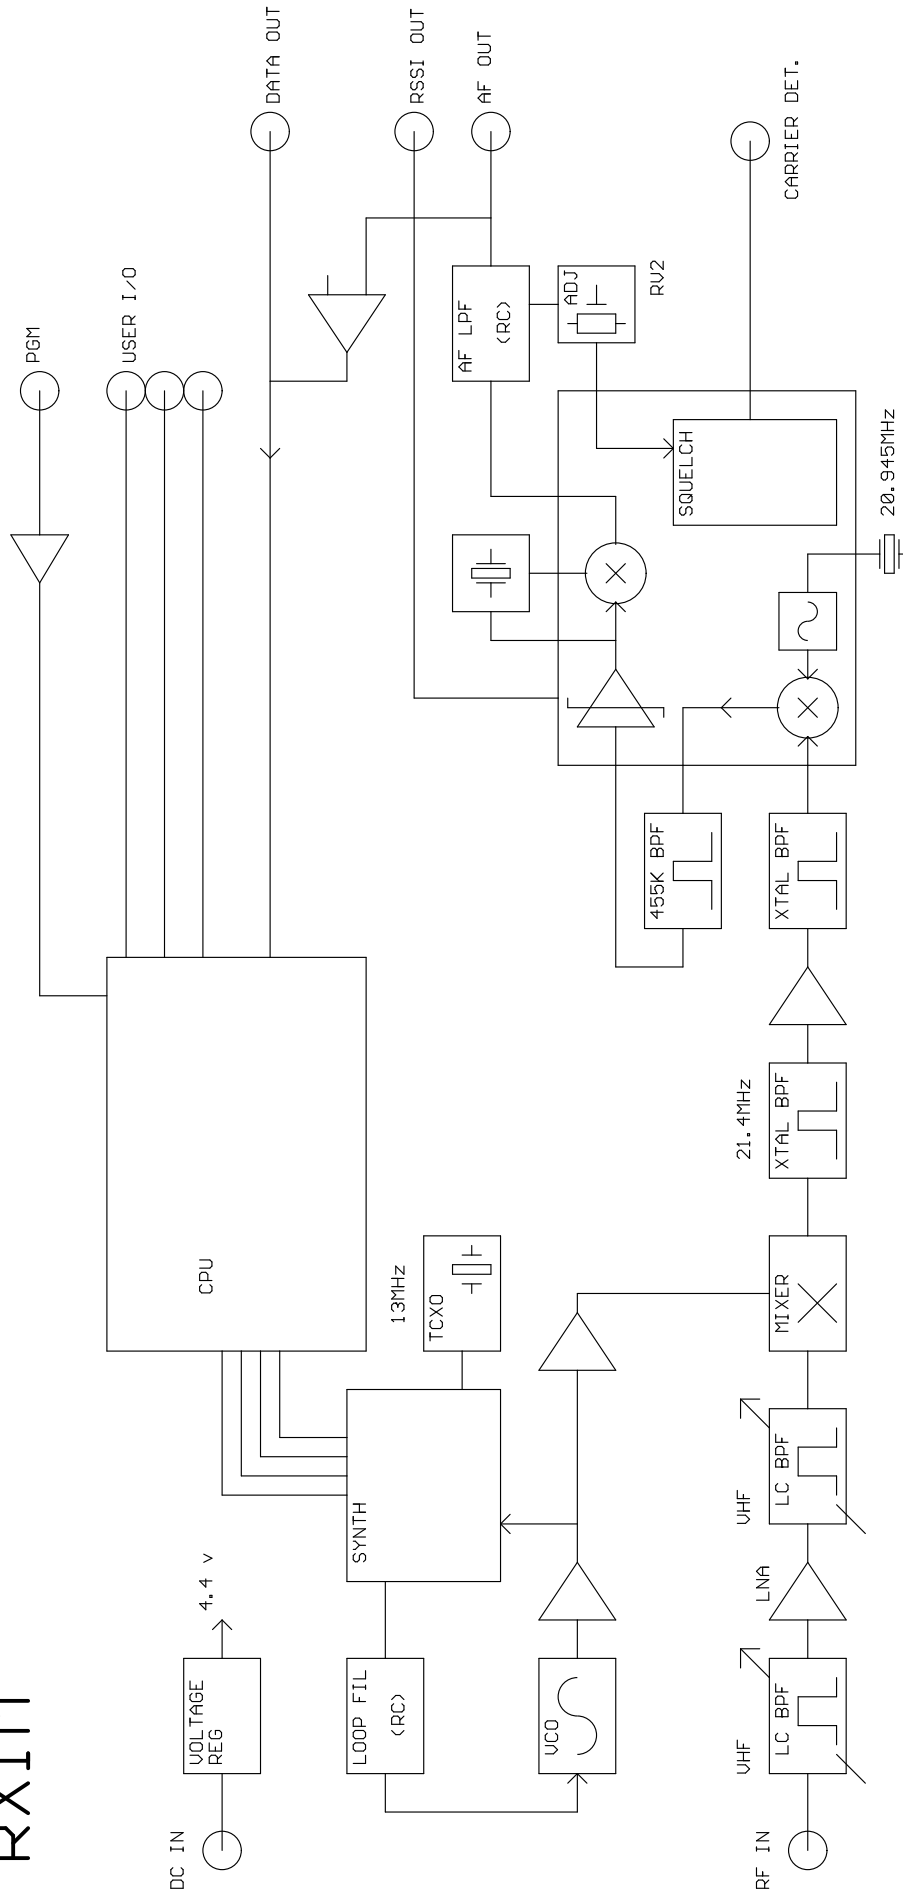 PGM
USER I/O
DC IN
VOLTAGE
REG
4.4 v
CPU
DATA OUT
LOOP FIL
(RC)
SYNTH
13MHz
TCXO
RSSI OUT
AF LPF
(RC)
AF OUT
VCO
ADJ
RV2
455K BPF
SQUELCH
RF IN
VHF
LC BPF
LNA
VHF
LC BPF
MIXER
21.4MHz
XTAL BPF
XTAL BPF
CARRIER DET.
20.945MHz